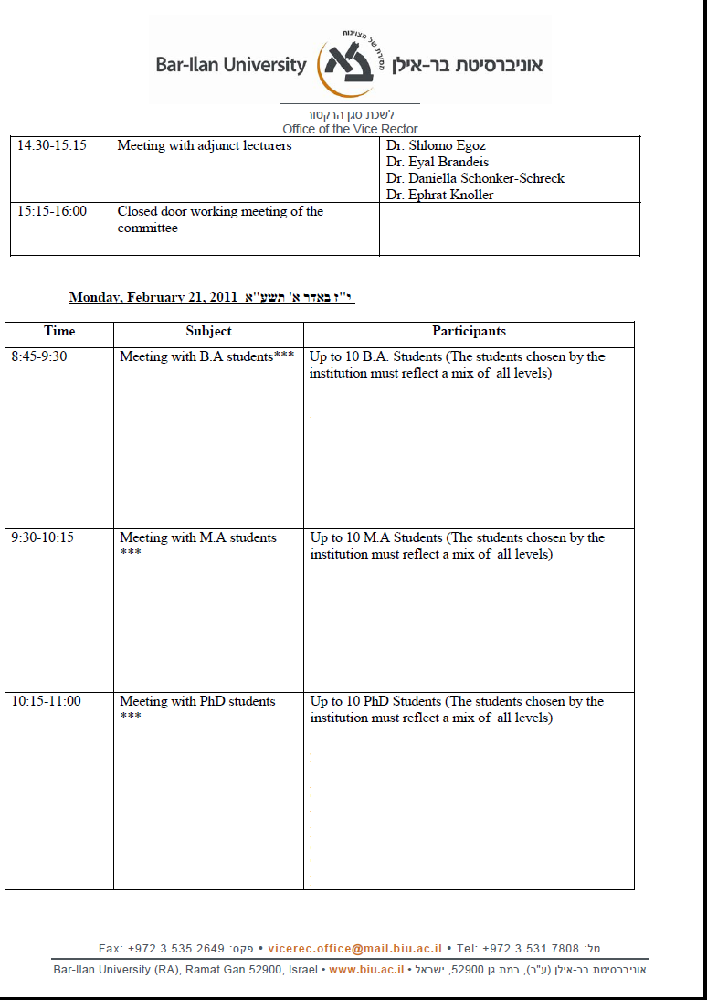 מסורת של מצוינות
Bar-Ilan University אוניברסיטת בר-אילן
לשכת סגן הרקטור
Office of the Vice Rector
14:30-15:15 Meeting with adjunct lecturers Dr. Shlomo Egoz
Dr. Eyal Brandeis
Dr. Daniella Schonker-Schreck
Dr. Ephrat Knoller
15:15-16:00 Closed door working meeting of the
committee
Monday, February 21, 2011 י"ז באדר א' תשע"א
Time Subject Participants
8:45-9:30 Meeting with B.A students*** Up to 10 B.A. Students (The students chosen by the
institution must reflect a mix of all levels)
9:30-10:15 Meeting with M.A students Up to 10 M.A Students (The students chosen by the
*** institution must reflect a mix of all levels)
10:15-11:00 Meeting with PhD students Up to 10 PhD Students (The students chosen by the
*** institution must reflect a mix of all levels)
Fax: +972 3 535 2649 :פקס • vicerec.office@mail.biu.ac.il • Tel: +972 3 531 7808 :טל
Bar-Ilan University (RA), Ramat Gan 52900, Israel • www.biu.ac.il • אוניברסיטת בר-אילן (ע"ר), רמת גן 52900, ישראל